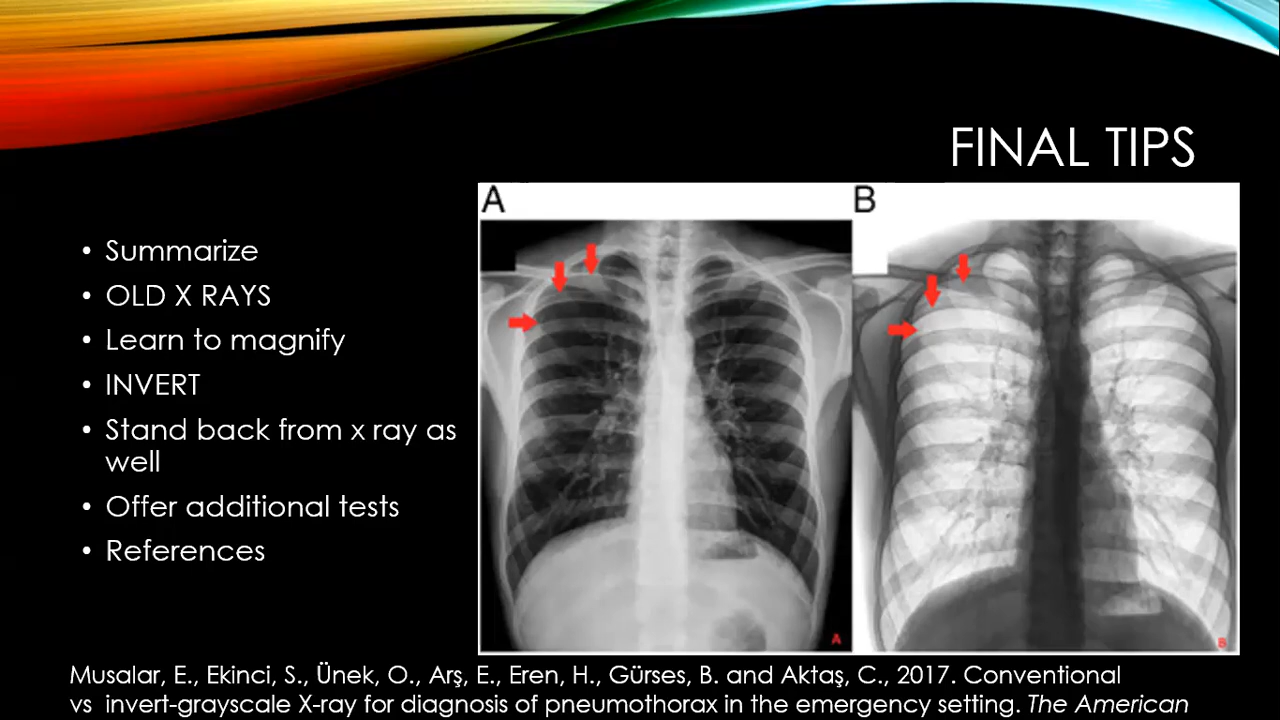 FINAL TIPS
• Summarize
• OLD X RAYS
• Learn to magnify
• INVERT
• Stand back from x ray as
well
• Offer additional tests
• References
A
B
A
B
Musalar, E., Ekinci, S., Ünek, O., Arş, E., Eren, H., Gürses, B. and Aktaş, C., 2017. Conventional
vs invert-grayscale X-ray for diagnosis of pneumothorax in the emergency setting. The American